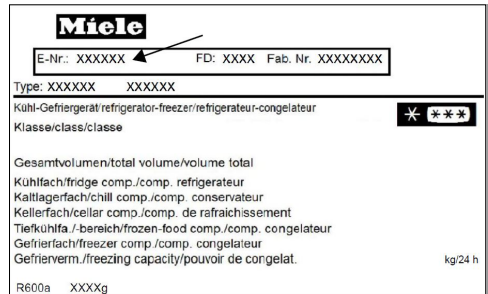 Miele
E-Nr.: XXXXXX FD: XXXX Fab. Nr. XXXXXXXX
Type: XXXXXX XXXXXX
Kühl-Gefriergerät/refrigerator-freezer/refrigerateur-congelateur
Klasse/class/classe
Gesamtvolumen/total volume/volume total
Kühlfach/fridge comp./comp. refrigerateur
Kaltlagerfach/chill comp./comp. conservateur
Kellerfach/cellar comp./comp. de rafraichissement
Tiefkühlfa./-bereich/frozen-food comp./comp. congelateur
Gefrierfach/freezer comp./comp. congelateur
Gefrierverm./freezing capacity/pouvoir de congelat. kg/24 h
R600a XXXXg